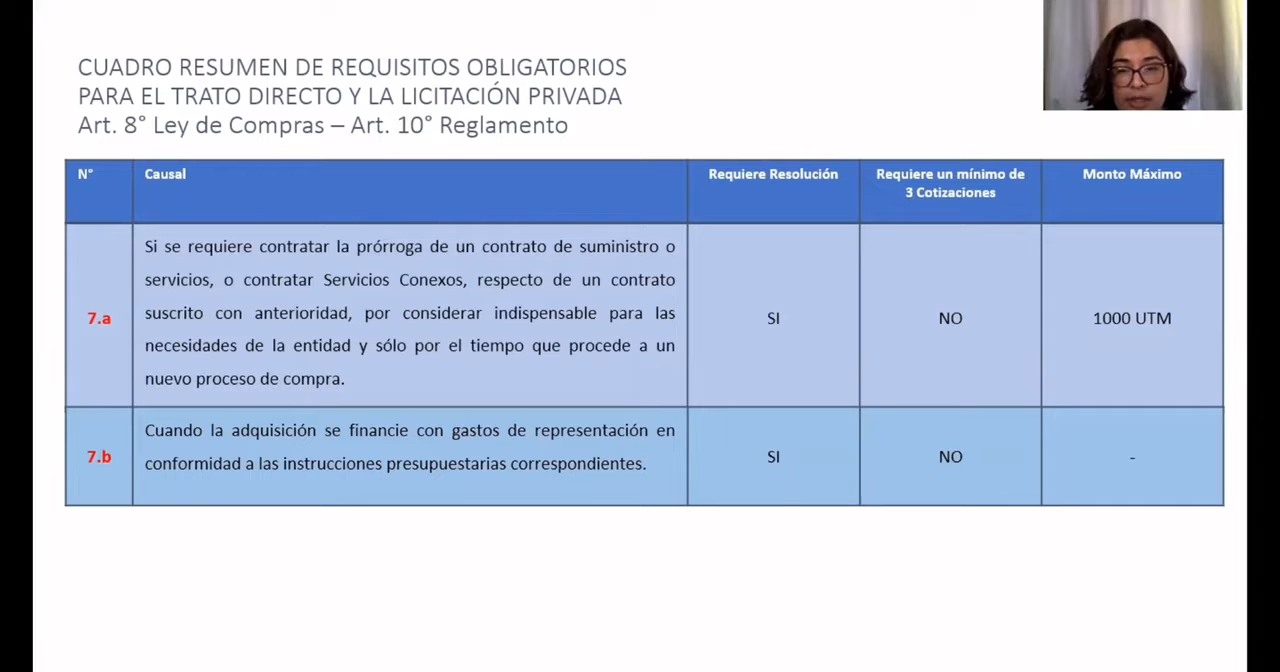 CUADRO RESUMEN DE REQUISITOS OBLIGATORIOS
PARA EL TRATO DIRECTO Y LA LICITACIÓN PRIVADA
Art. 8° Ley de Compras – Art. 10° Reglamento
N°
Causal
Requiere Resolución
Requiere un mínimo de
3 Cotizaciones
Monto Máximo
7.a
Si se requiere contratar la prórroga de un contrato de suministro o
servicios, o contratar Servicios Conexos, respecto de un contrato
suscrito con anterioridad, por considerar indispensable para las
necesidades de la entidad y sólo por el tiempo que procede a un
nuevo proceso de compra.
SI
NO
1000 UTM
7.b
Cuando la adquisición se financie con gastos de representación en
conformidad a las instrucciones presupuestarias correspondientes.
SI
NO
-